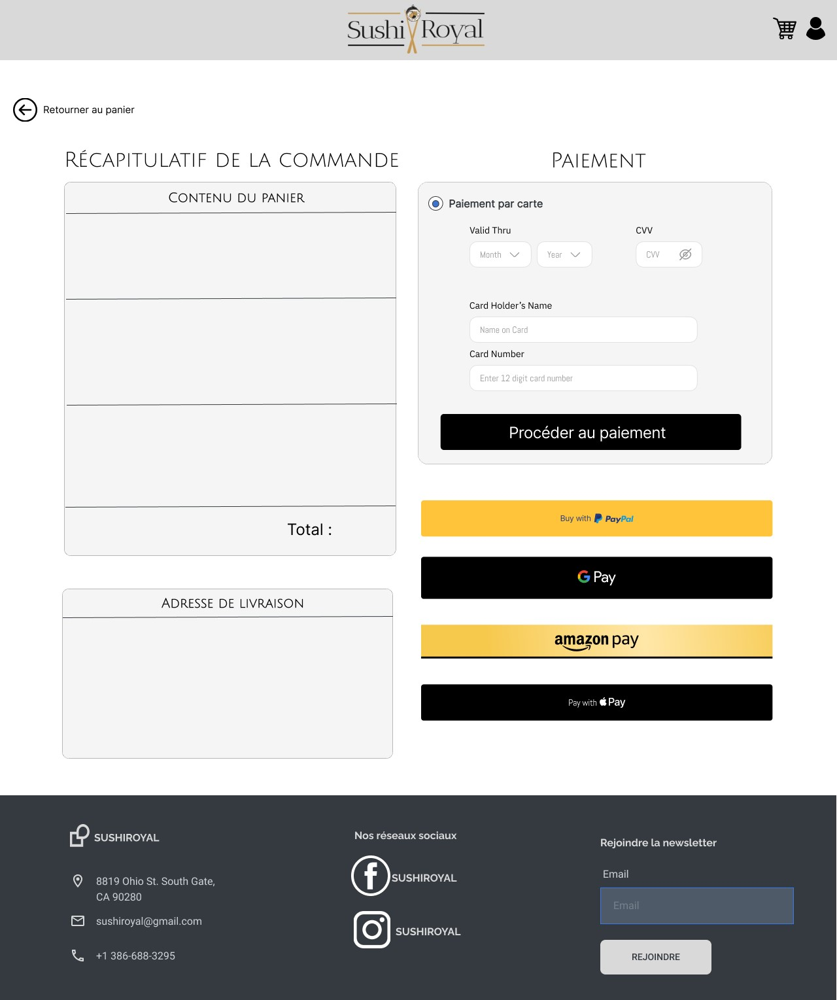 Sushi Royal
Retourner au panier
Récapitulatif de la commande
Contenu du panier
Total :
Adresse de livraison
Paiement
Paiement par carte
Valid Thru
CVV
Month
Year
CVV
Card Holder’s Name
Name on Card
Card Number
Enter 12 digit card number
Procéder au paiement
Buy with PayPal
G Pay
amazon pay
Pay with Pay
SUSHIROYAL
8819 Ohio St. South Gate,
CA 90280
sushiroyal@gmail.com
+1 386-688-3295
Nos réseaux sociaux
SUSHIROYAL
SUSHIROYAL
Rejoindre la newsletter
Email
Email
REJOINDRE